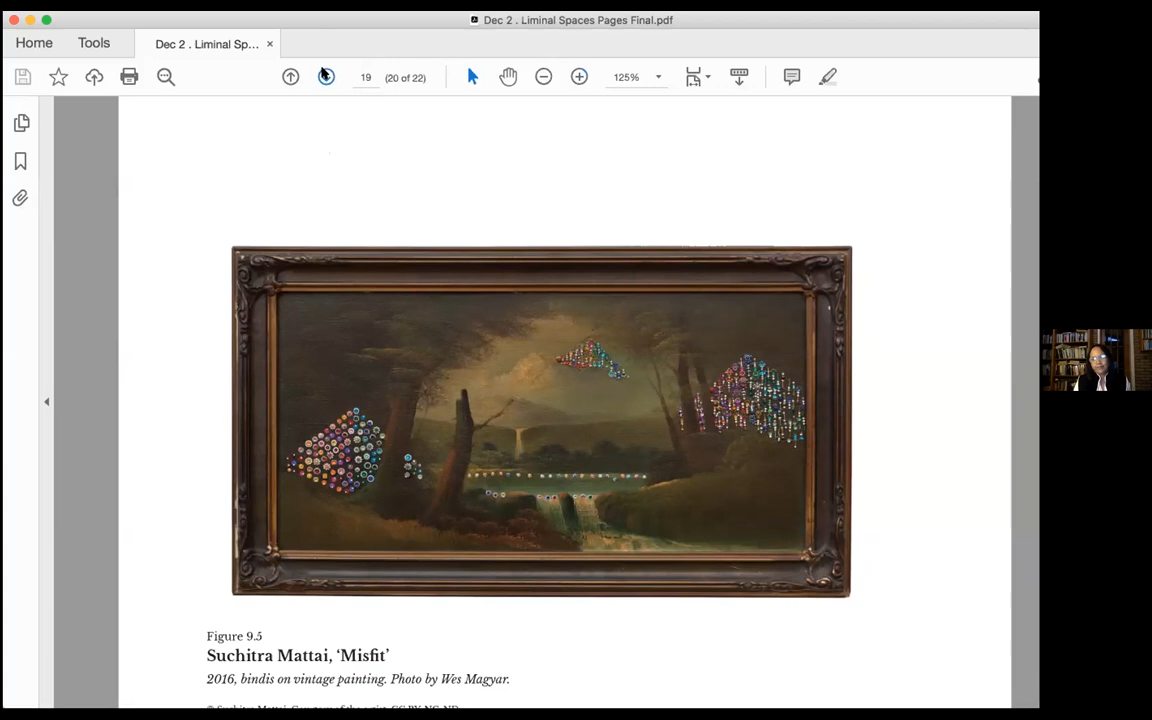 Dec 2 . Liminal Spaces Pages Final.pdf
Home Tools Dec 2 . Liminal Sp... ×
19 (20 of 22) 125%
Figure 9.5
Suchitra Mattai, ‘Misfit’
2016, bindis on vintage painting. Photo by Wes Magyar.